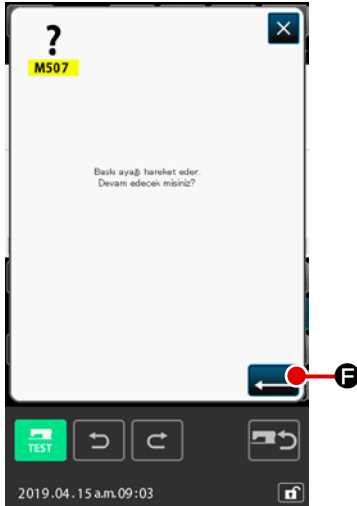 ?
M507
Baskı ayağı hareket eder.
Devam edecek misiniz?
F
TEST
2019.04.15 a.m. 09:03